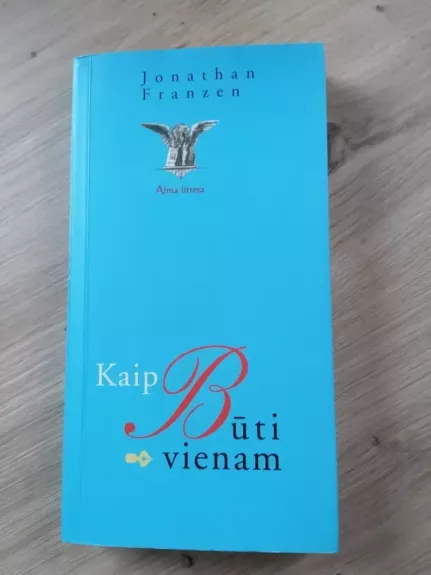 Jonathan
Franzen
Alma littera
Kaip
Būti
vienam